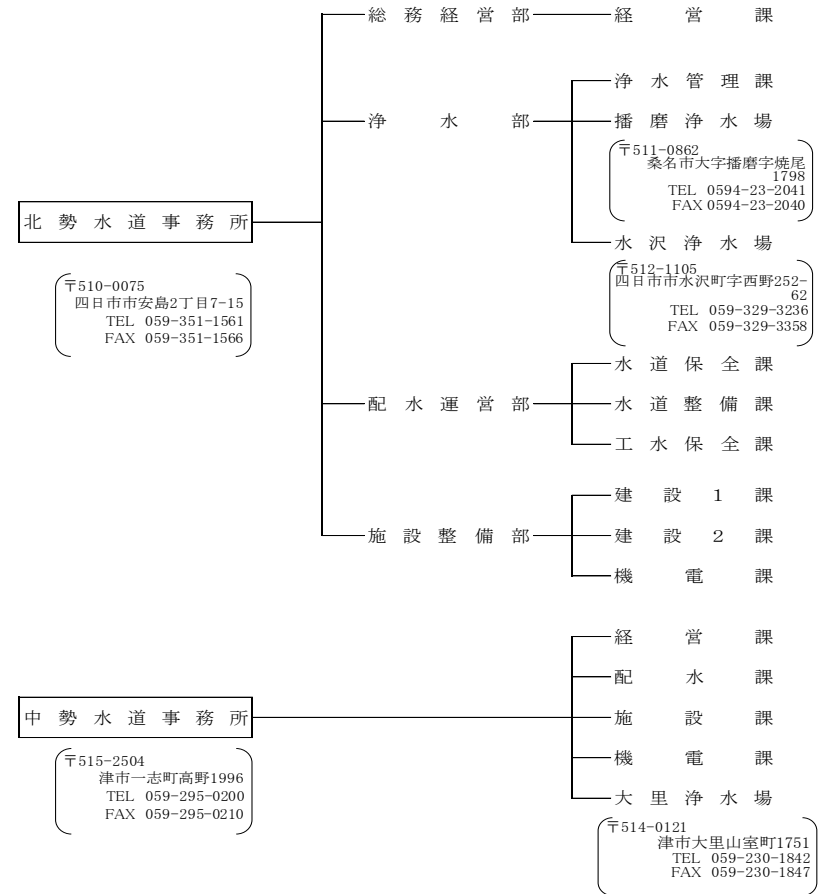 総務経営部 経営課
浄水管理課
浄水部 播磨浄水場
〒511-0862
桑名市大字播磨字焼尾
1798
TEL 0594-23-2041
FAX 0594-23-2040
北勢水道事務所
水沢浄水場
〒510-0075
四日市市安島2丁目7-15
TEL 059-351-1561
FAX 059-351-1566
〒512-1105
四日市市水沢町字西野252-
62
TEL 059-329-3236
FAX 059-329-3358
水道保全課
配水運営部 水道整備課
工水保全課
建設1課
施設整備部 建設2課
機電課
経営課
配水課
中勢水道事務所 施設課
〒515-2504
津市一志町高野1996
TEL 059-295-0200
FAX 059-295-0210
機電課
大里浄水場
〒514-0121
津市大里山室町1751
TEL 059-230-1842
FAX 059-230-1847